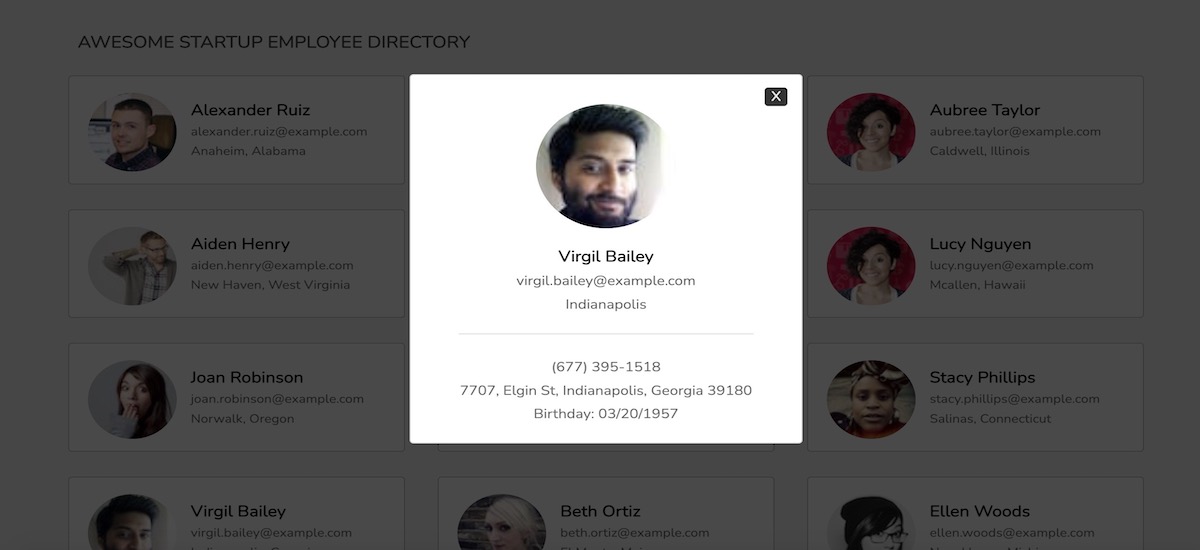 AWESOME STARTUP EMPLOYEE DIRECTORY
Alexander Ruiz
alexander.ruiz@example.com
Anaheim, Alabama
X
Virgil Bailey
virgil.bailey@example.com
Indianapolis
(677) 395-1518
7707, Elgin St, Indianapolis, Georgia 39180
Birthday: 03/20/1957
Aubree Taylor
aubree.taylor@example.com
Caldwell, Illinois
Aiden Henry
aiden.henry@example.com
New Haven, West Virginia
Lucy Nguyen
lucy.nguyen@example.com
Mcallen, Hawaii
Joan Robinson
joan.robinson@example.com
Norwalk, Oregon
Stacy Phillips
stacy.phillips@example.com
Salinas, Connecticut
Virgil Bailey
virgil.bailey@example.com
Beth Ortiz
beth.ortiz@example.com
Ellen Woods
ellen.woods@example.com